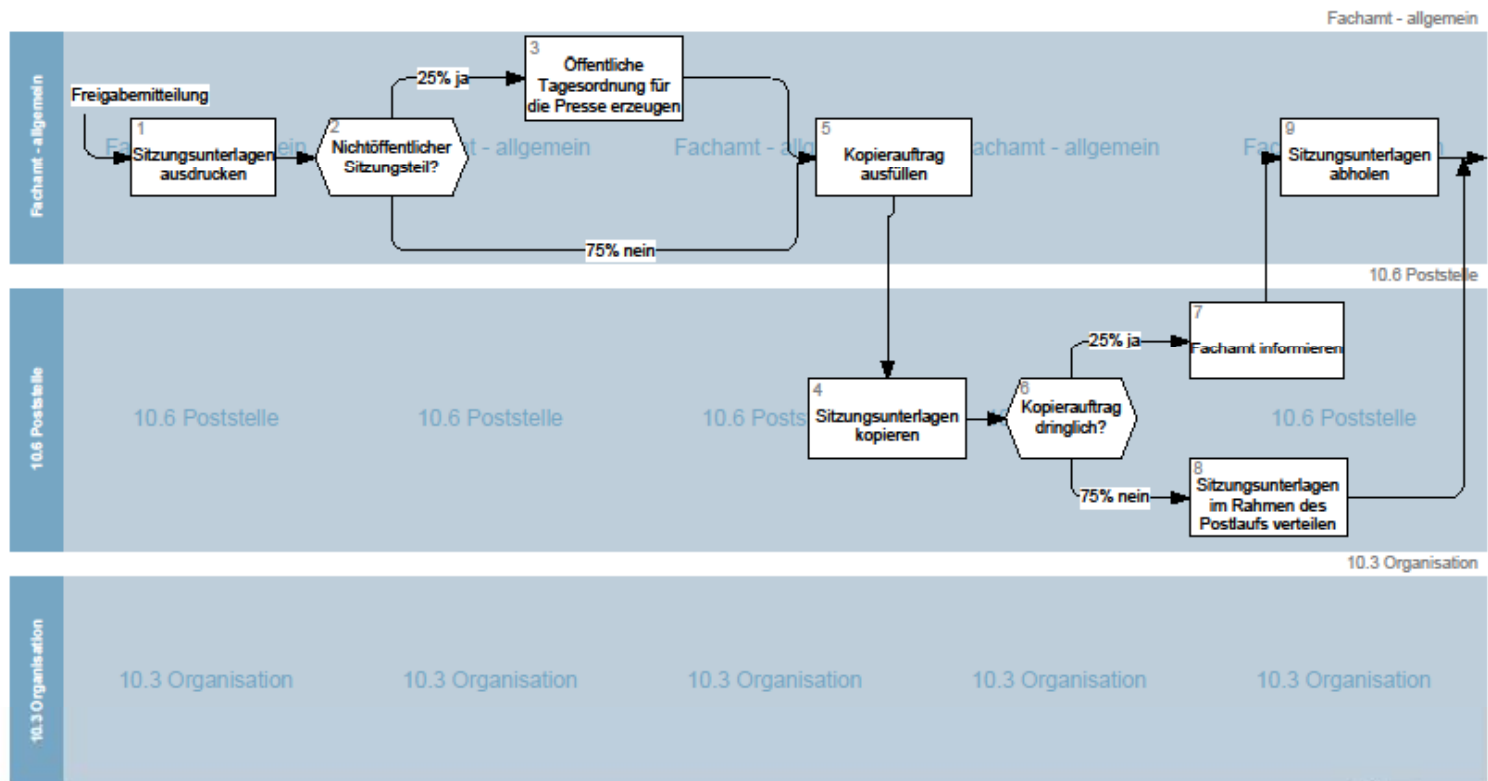 Fachamt - allgemein
Fachamt - allgemein
Freigabemitteilung
1
Sitzungsunterlagen
ausdrucken
2
Nichtöffentlicher
Sitzungsteil?
25% ja
75% nein
3
Öffentliche
Tagesordnung für
die Presse erzeugen
Fachamt - allgemein
5
Kopierauftrag
ausfüllen
9
Sitzungsunterlagen
abholen
10.6 Poststelle
10.6 Poststelle
10.6 Poststelle
10.6 Poststelle
10.6 Poststelle
4
Sitzungsunterlagen
kopieren
6
Kopierauftrag
dringlich?
25% ja
75% nein
7
Fachamt informieren
8
Sitzungsunterlagen
im Rahmen des
Postlaufs verteilen
10.6 Poststelle
10.3 Organisation
10.3 Organisation
10.3 Organisation
10.3 Organisation
10.3 Organisation
10.3 Organisation
10.3 Organisation